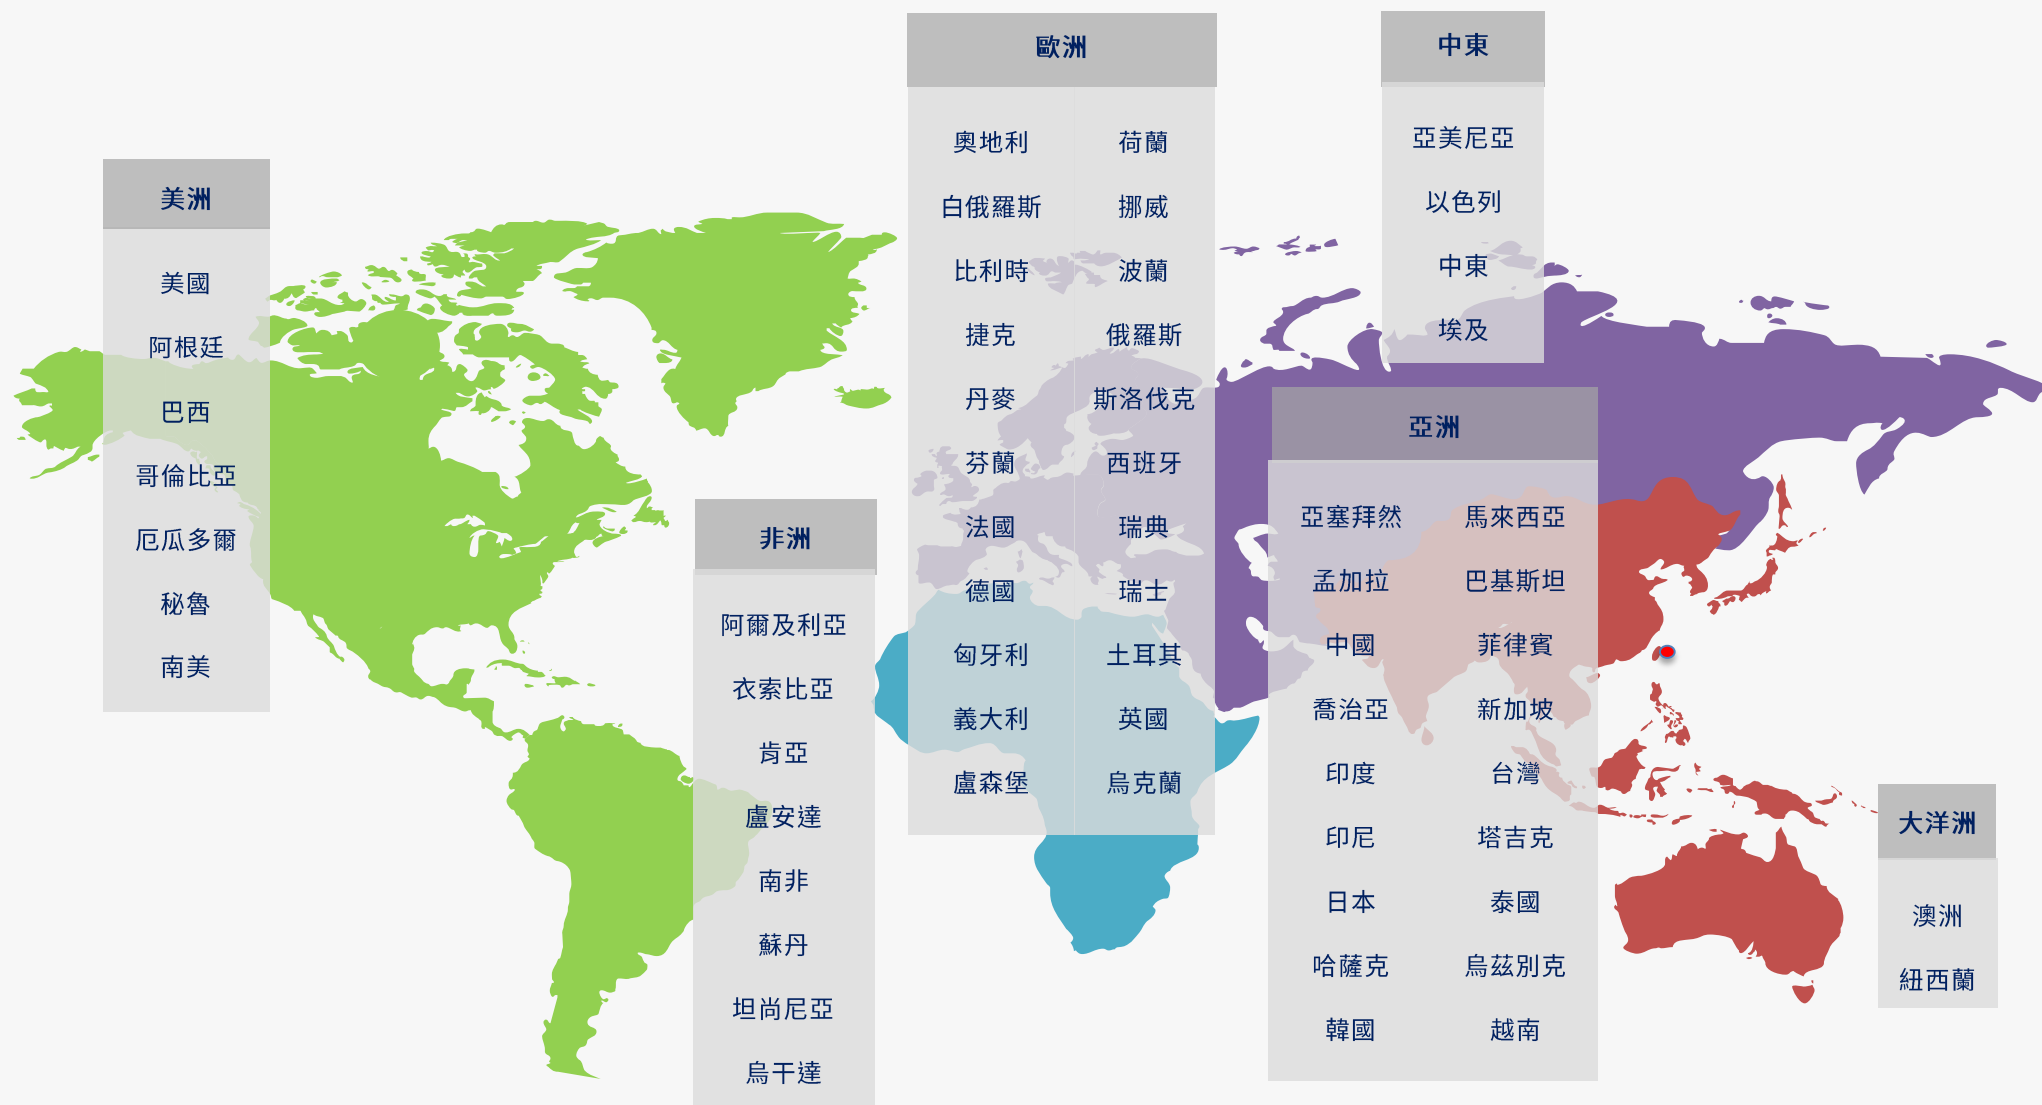 美洲
美國
阿根廷
巴西
哥倫比亞
厄瓜多爾
秘魯
南美
非洲
阿爾及利亞
衣索比亞
肯亞
盧安達
南非
蘇丹
坦尚尼亞
烏干達
歐洲
奧地利
白俄羅斯
比利時
捷克
丹麥
芬蘭
法國
德國
匈牙利
義大利
盧森堡
荷蘭
挪威
波蘭
俄羅斯
斯洛伐克
西班牙
瑞典
瑞士
土耳其
英國
烏克蘭
中東
亞美尼亞
以色列
中東
埃及
亞洲
亞塞拜然
孟加拉
中國
喬治亞
印度
印尼
日本
哈薩克
韓國
馬來西亞
巴基斯坦
菲律賓
新加坡
台灣
塔吉克
泰國
烏茲別克
越南
大洋洲
澳洲
紐西蘭